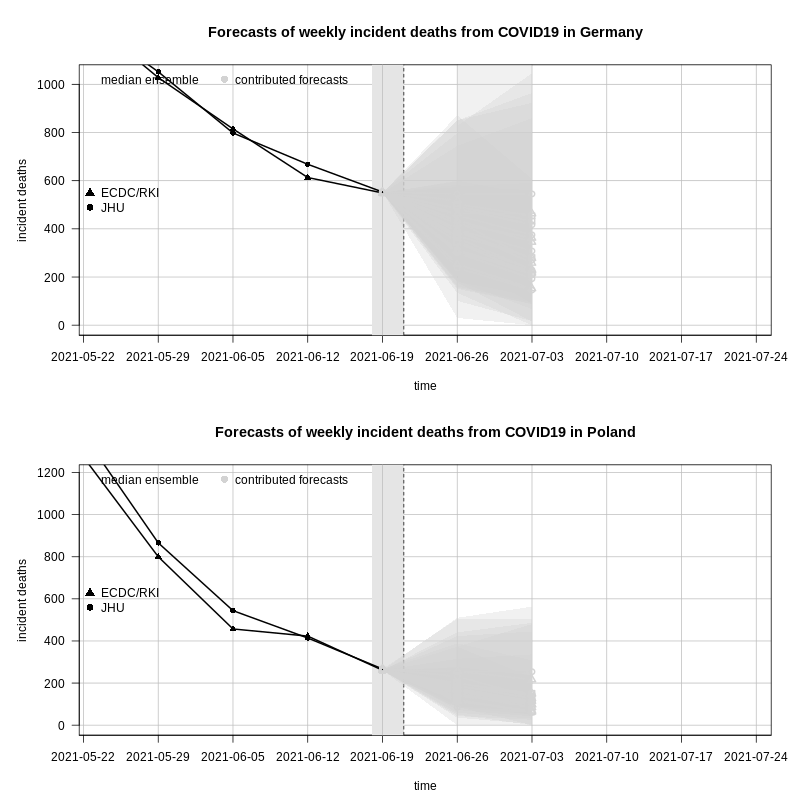 Forecasts of weekly incident deaths from COVID19 in Germany
median ensemble contributed forecasts
1000
800
600
400
200
0
incident deaths
ECDC/RKI
JHU
2021-05-22 2021-05-29 2021-06-05 2021-06-12 2021-06-19 2021-06-26 2021-07-03 2021-07-10 2021-07-17 2021-07-24
time
Forecasts of weekly incident deaths from COVID19 in Poland
median ensemble contributed forecasts
1200
1000
800
600
400
200
0
incident deaths
ECDC/RKI
JHU
2021-05-22 2021-05-29 2021-06-05 2021-06-12 2021-06-19 2021-06-26 2021-07-03 2021-07-10 2021-07-17 2021-07-24
time